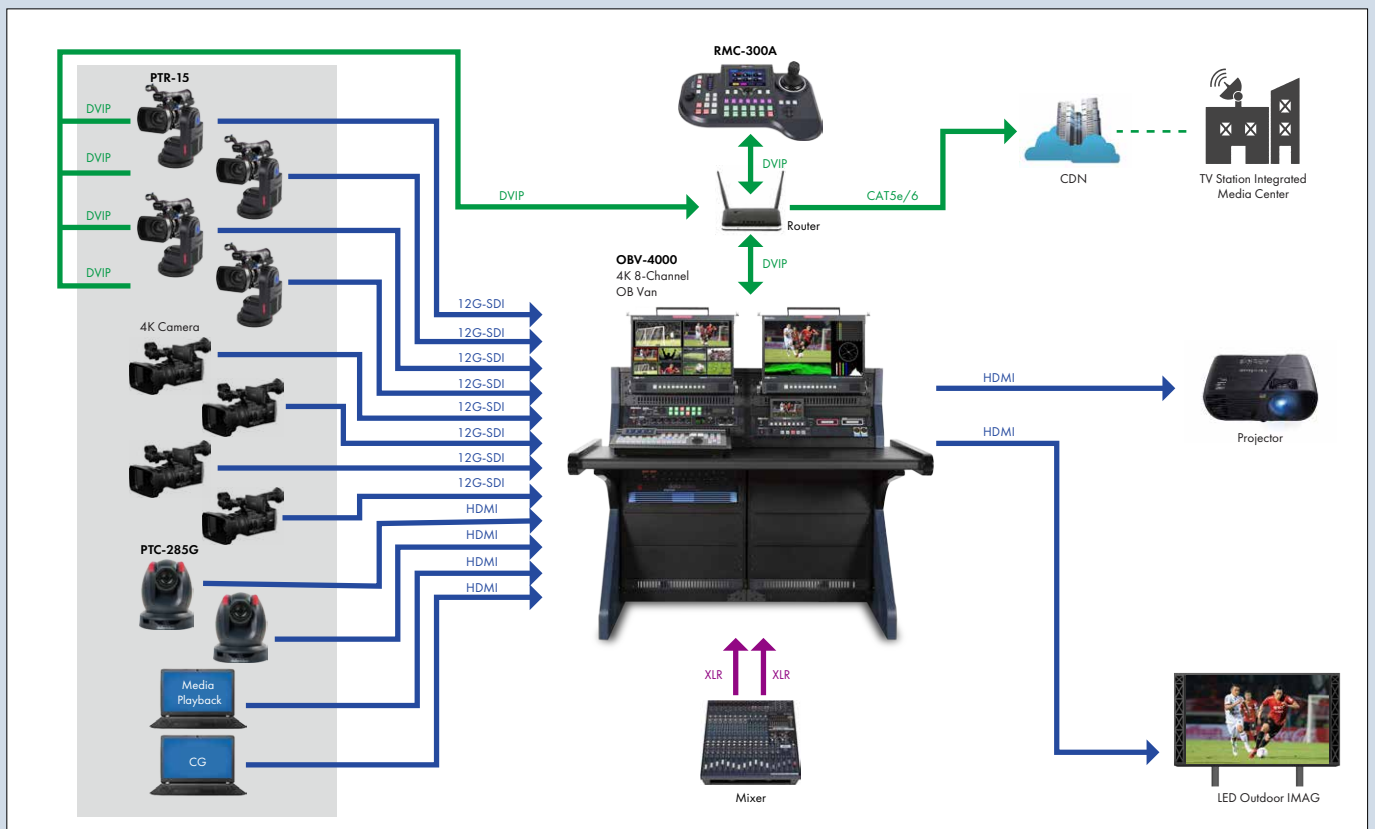 RMC-300A
PTR-15
DVIP
DVIP
DVIP
DVIP
DVIP
DVIP
CAT5e/6
Router
CDN
TV Station Integrated
Media Center
OBV-4000
4K 8-Channel
OB Van
DVIP
12G-SDI
12G-SDI
12G-SDI
12G-SDI
12G-SDI
12G-SDI
12G-SDI
12G-SDI
HDMI
HDMI
HDMI
HDMI
4K Camera
PTC-285G
Media
Playback
CG
HDMI
HDMI
Projector
XLR
XLR
Mixer
LED Outdoor IMAG